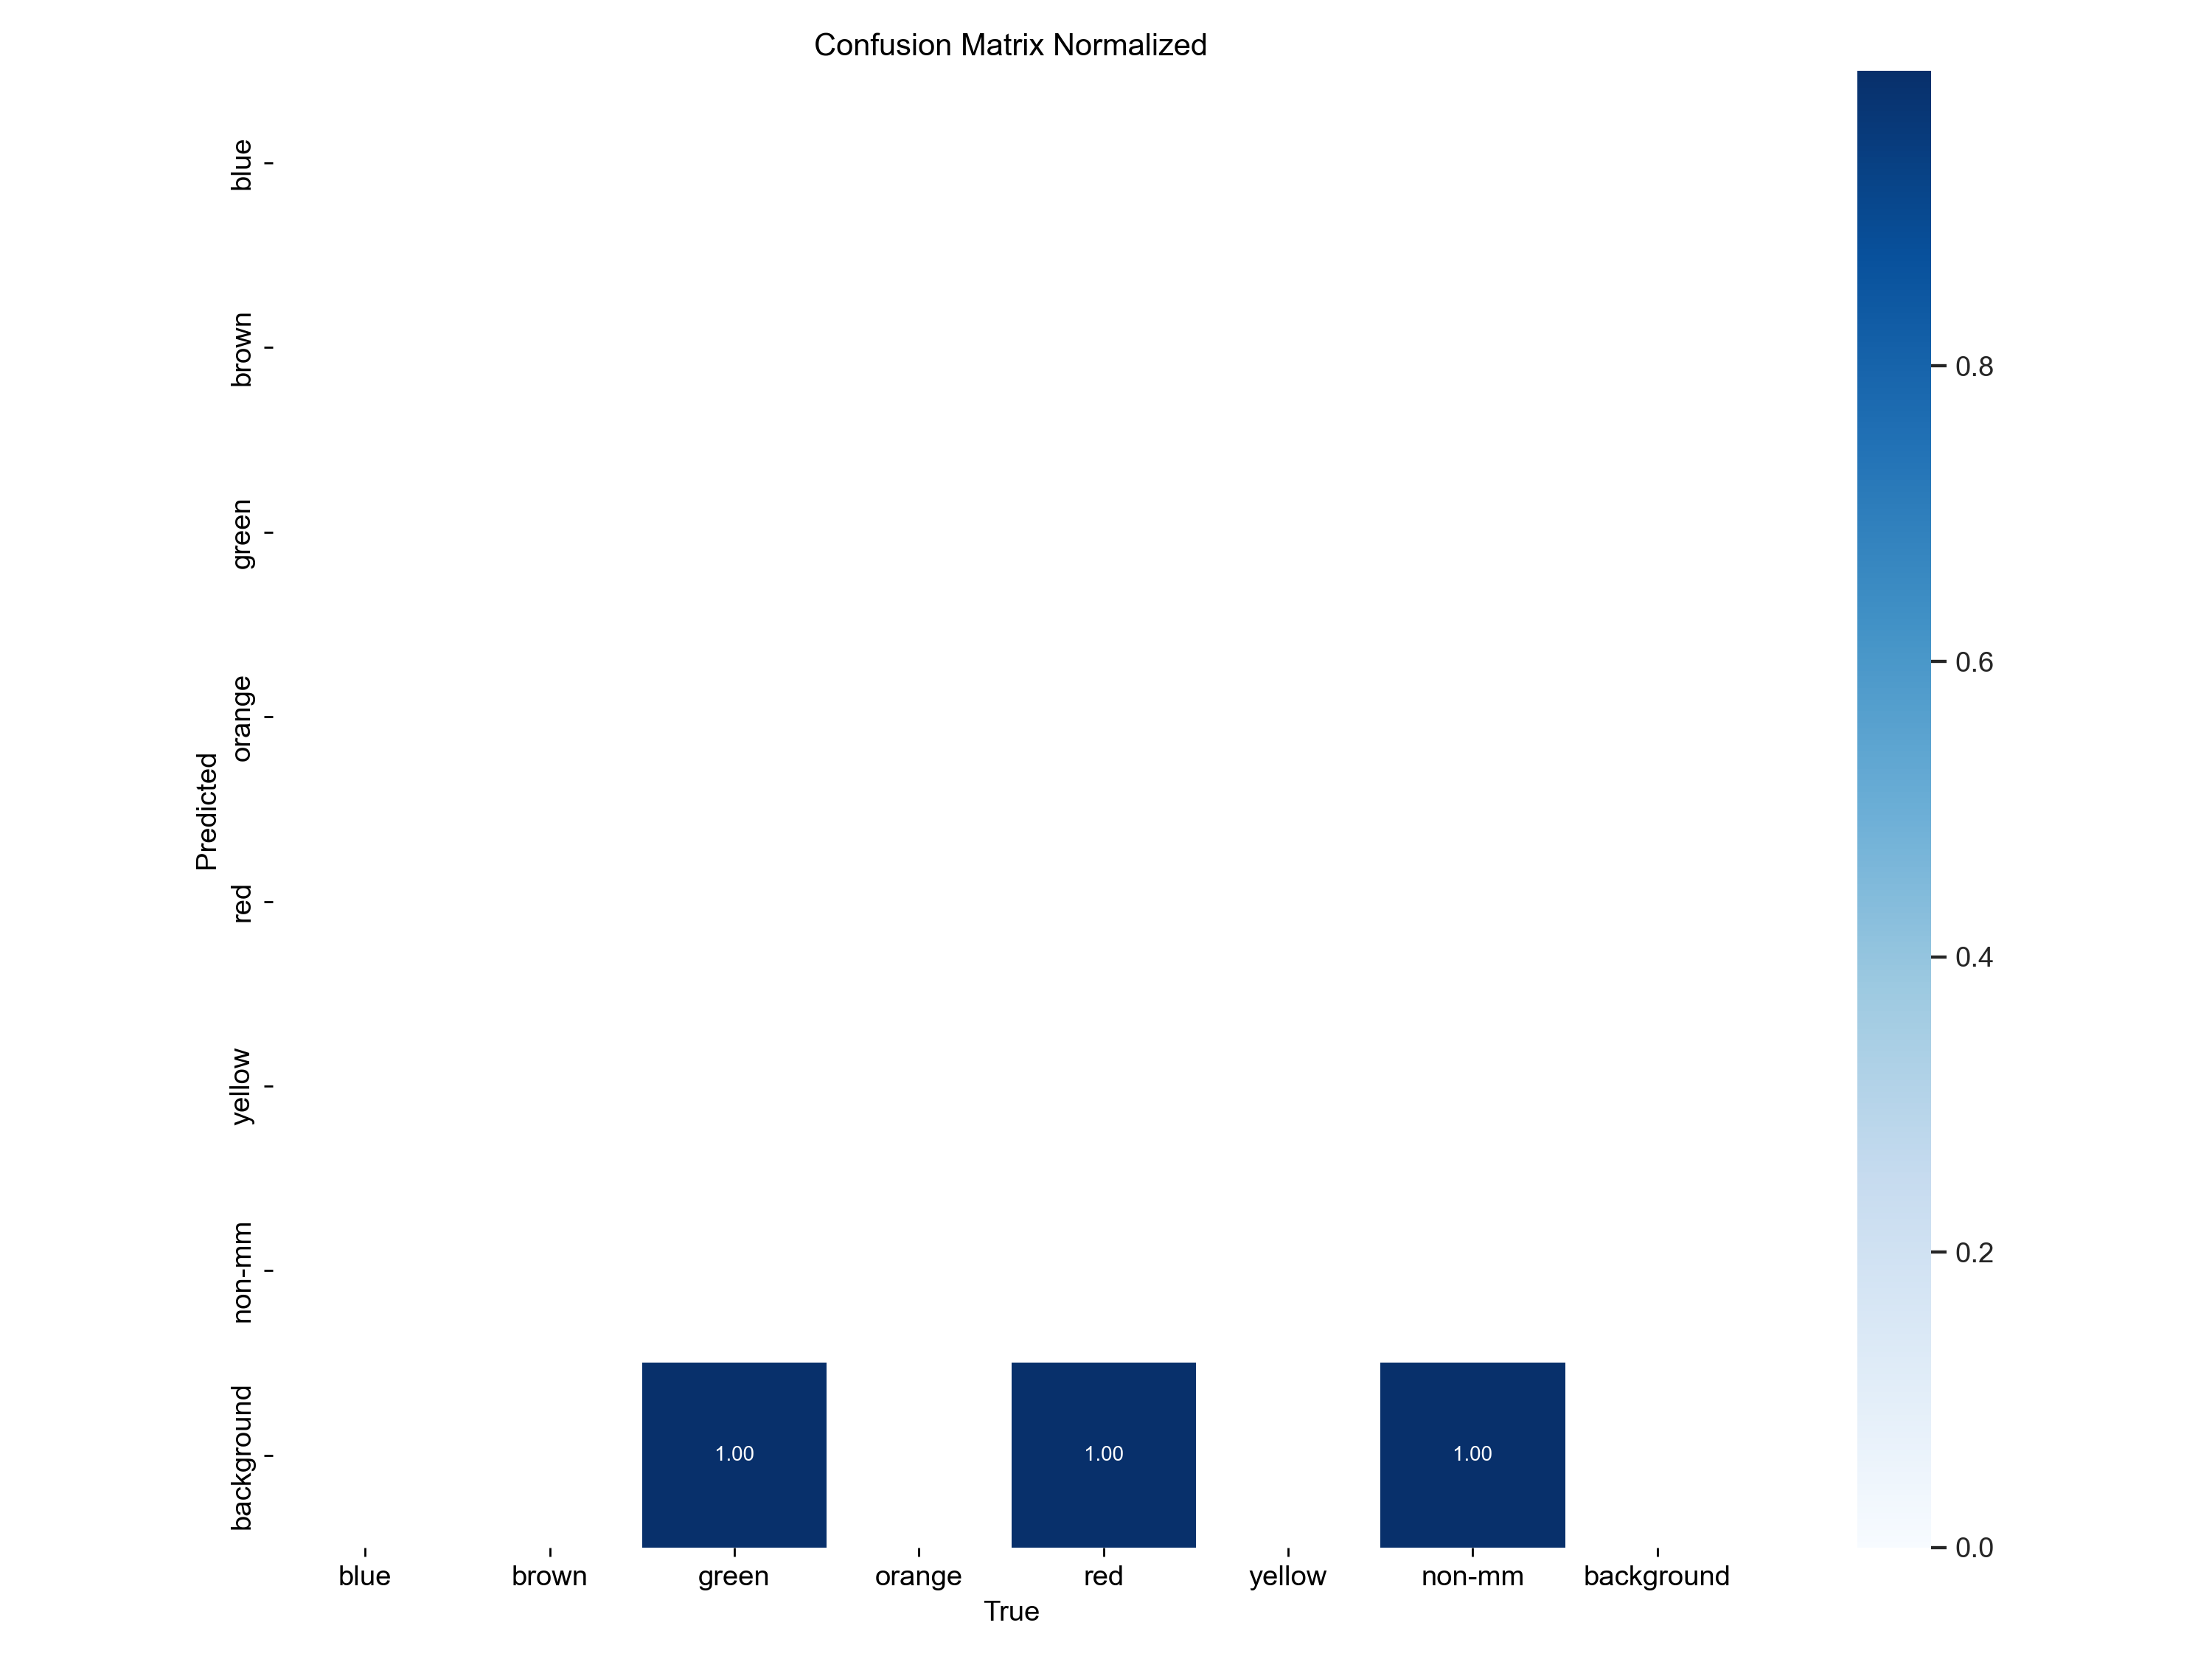 Confusion Matrix Normalized
Predicted
blue
brown
green
orange
red
yellow
non-mm
background
1.00 1.00 1.00
blue brown green orange red yellow non-mm background
True
0.8
0.6
0.4
0.2
0.0